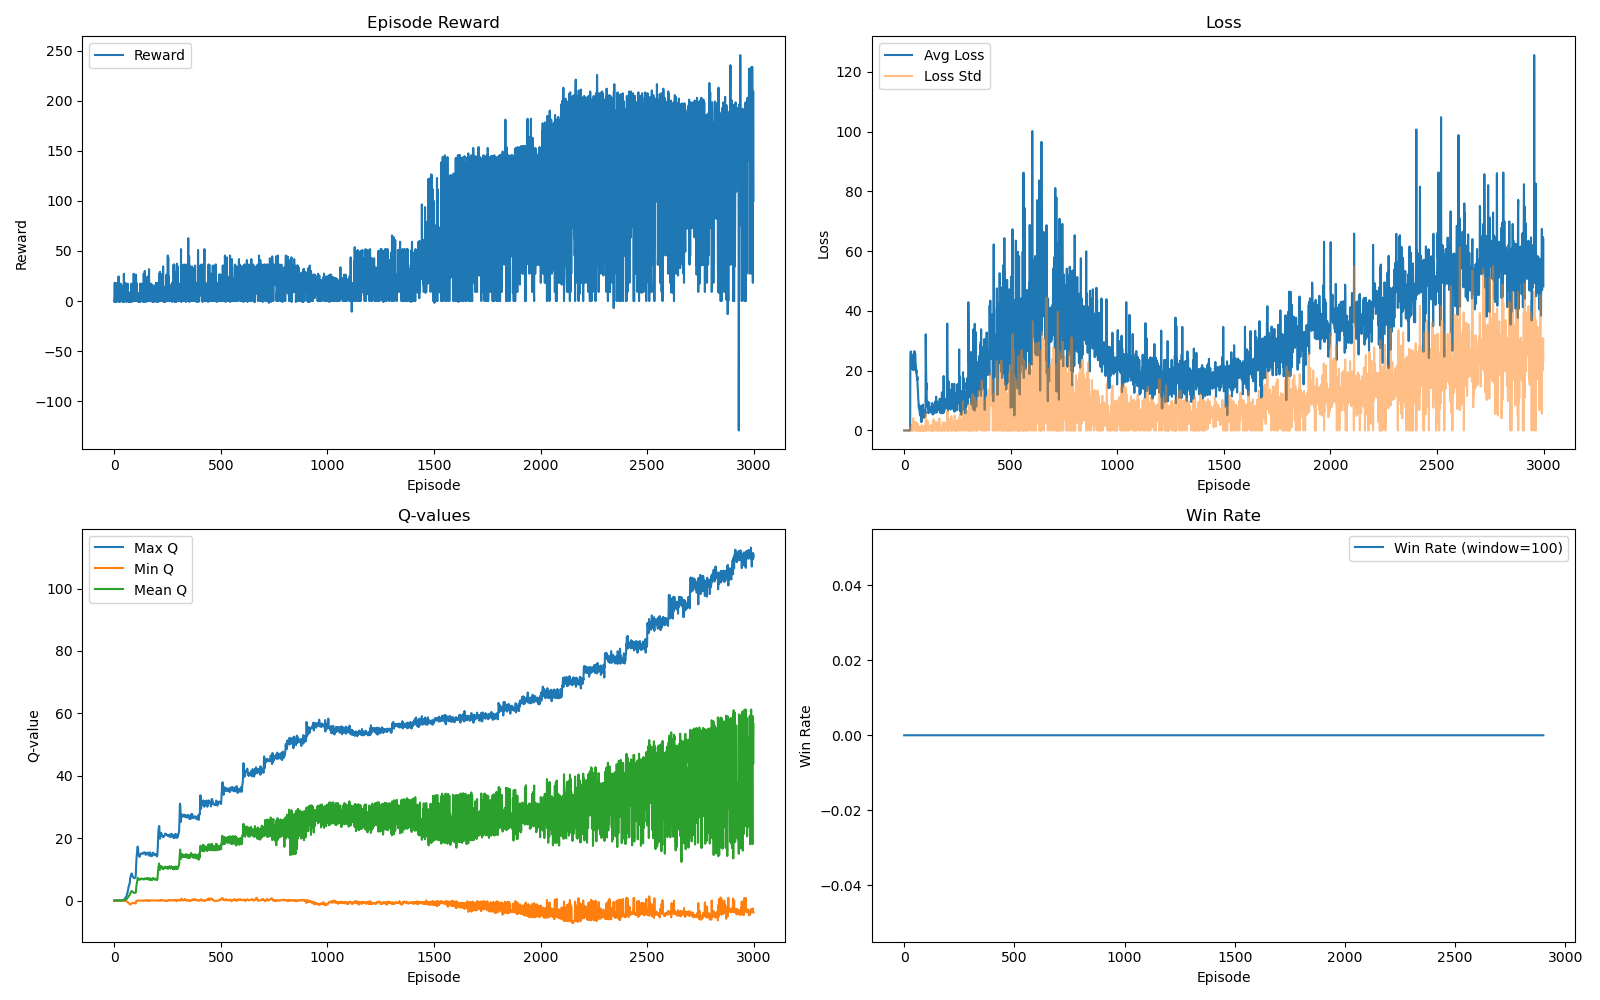 Episode Reward
Reward
250
200
150
100
50
0
−50
−100
Reward
0 500 1000 1500 2000 2500 3000
Episode
Loss
Avg Loss
Loss Std
120
100
80
60
40
20
0
Loss
0 500 1000 1500 2000 2500 3000
Episode
Q-values
Max Q
Min Q
Mean Q
100
80
60
40
20
0
Q-value
0 500 1000 1500 2000 2500 3000
Episode
Win Rate
Win Rate (window=100)
0.04
0.02
0.00
−0.02
−0.04
Win Rate
0 500 1000 1500 2000 2500 3000
Episode